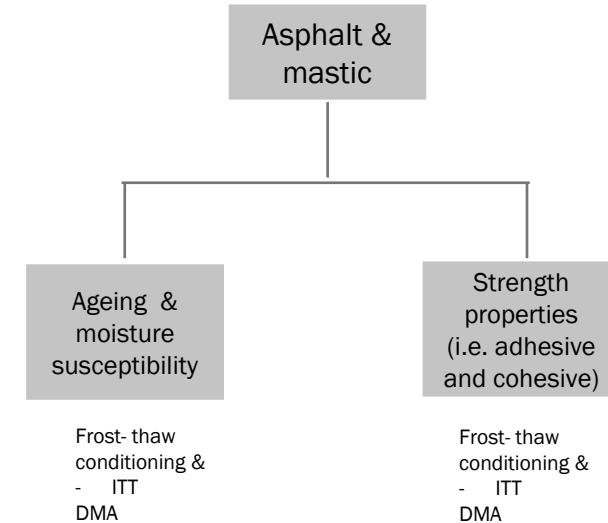 Asphalt &
mastic
Ageing &
moisture
susceptibility
Frost- thaw
conditioning &
- ITT
DMA
Strength
properties
(i.e. adhesive
and cohesive)
Frost- thaw
conditioning &
- ITT
DMA